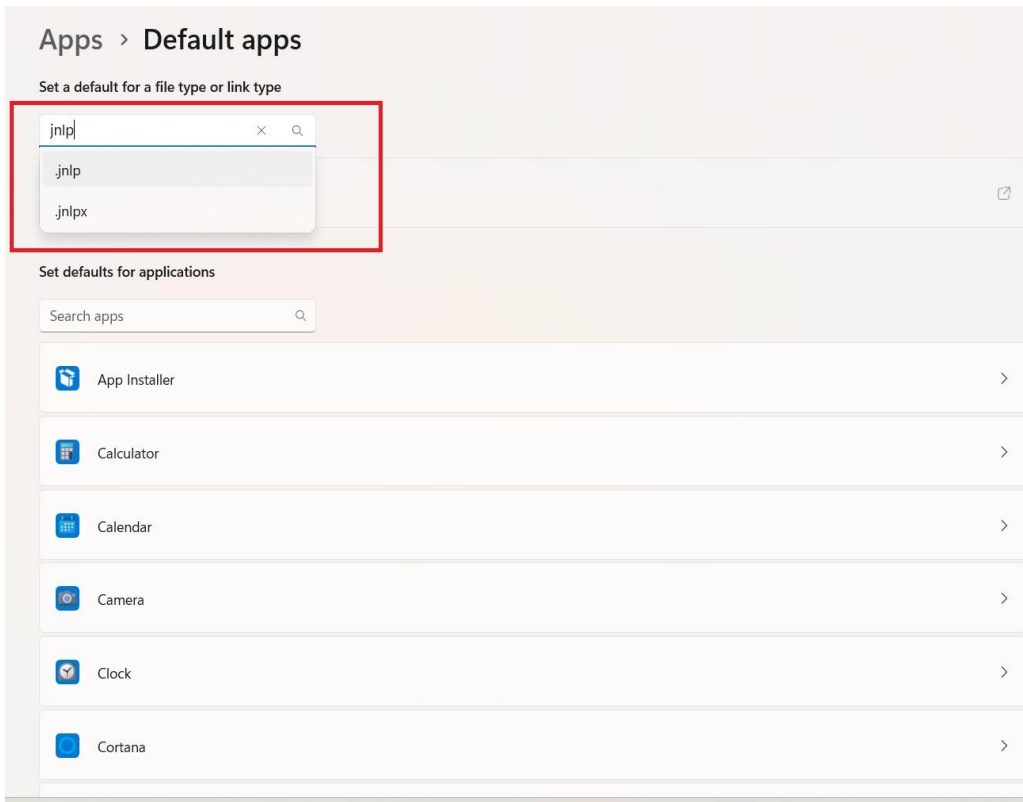 Apps > Default apps
Set a default for a file type or link type
jnlp
.jnlp
.jnlpx
Set defaults for applications
Search apps
App Installer
Calculator
Calendar
Camera
Clock
Cortana